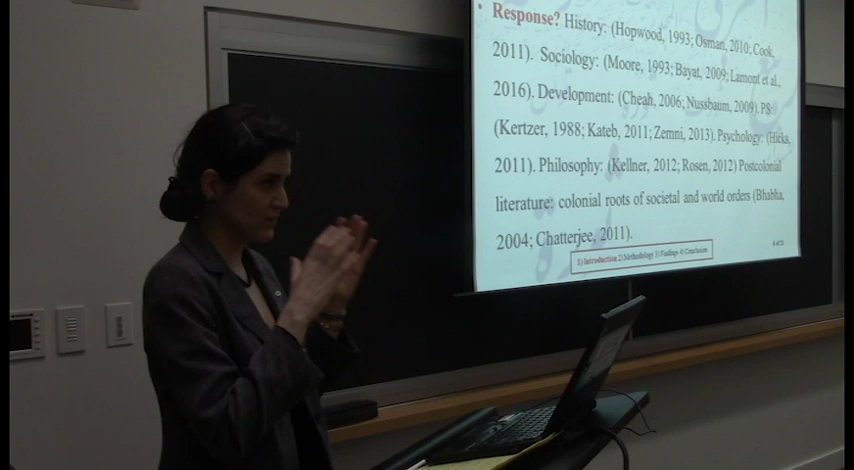 • Response? History: (Hopwood, 1993; Osman, 2010; Cook,
2011). Sociology: (Moore, 1993; Bayat, 2009; Lamont et al.,
2016). Development: (Cheah, 2006; Nussbaum, 2009). PS:
(Kertzer, 1988; Kateb, 2011; Zemni, 2013). Psychology: (Hicks,
2011). Philosophy: (Kellner, 2012; Rosen, 2012) Postcolonial
literature: colonial roots of societal and world orders (Bhabha,
2004; Chatterjee, 2011).
1) Introduction 2) Methodology 3) Findings 4) Conclusion